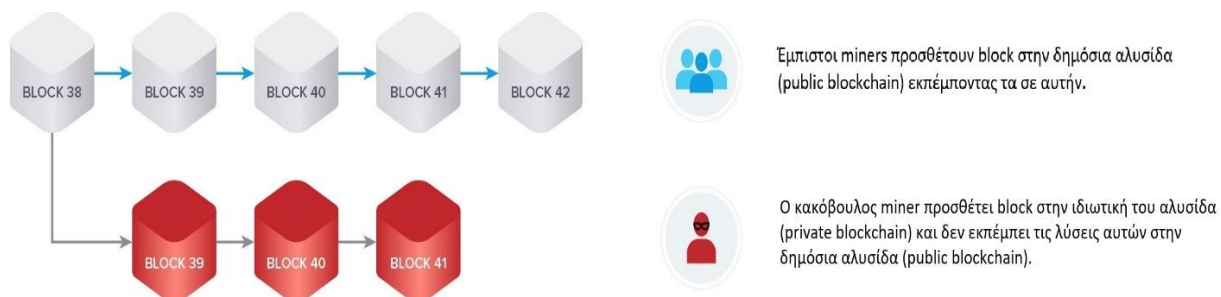 BLOCK 38
BLOCK 39
BLOCK 40
BLOCK 41
BLOCK 42
Έμπιστοι miners προσθέτουν block στην δημόσια αλυσίδα
(public blockchain) εκπέμποντας τα σε αυτήν.
BLOCK 39
BLOCK 40
BLOCK 41
Ο κακόβουλος miner προσθέτει block στην ιδιωτική του αλυσίδα
(private blockchain) και δεν εκπέμπει τις λύσεις αυτών στην
δημόσια αλυσίδα (public blockchain).